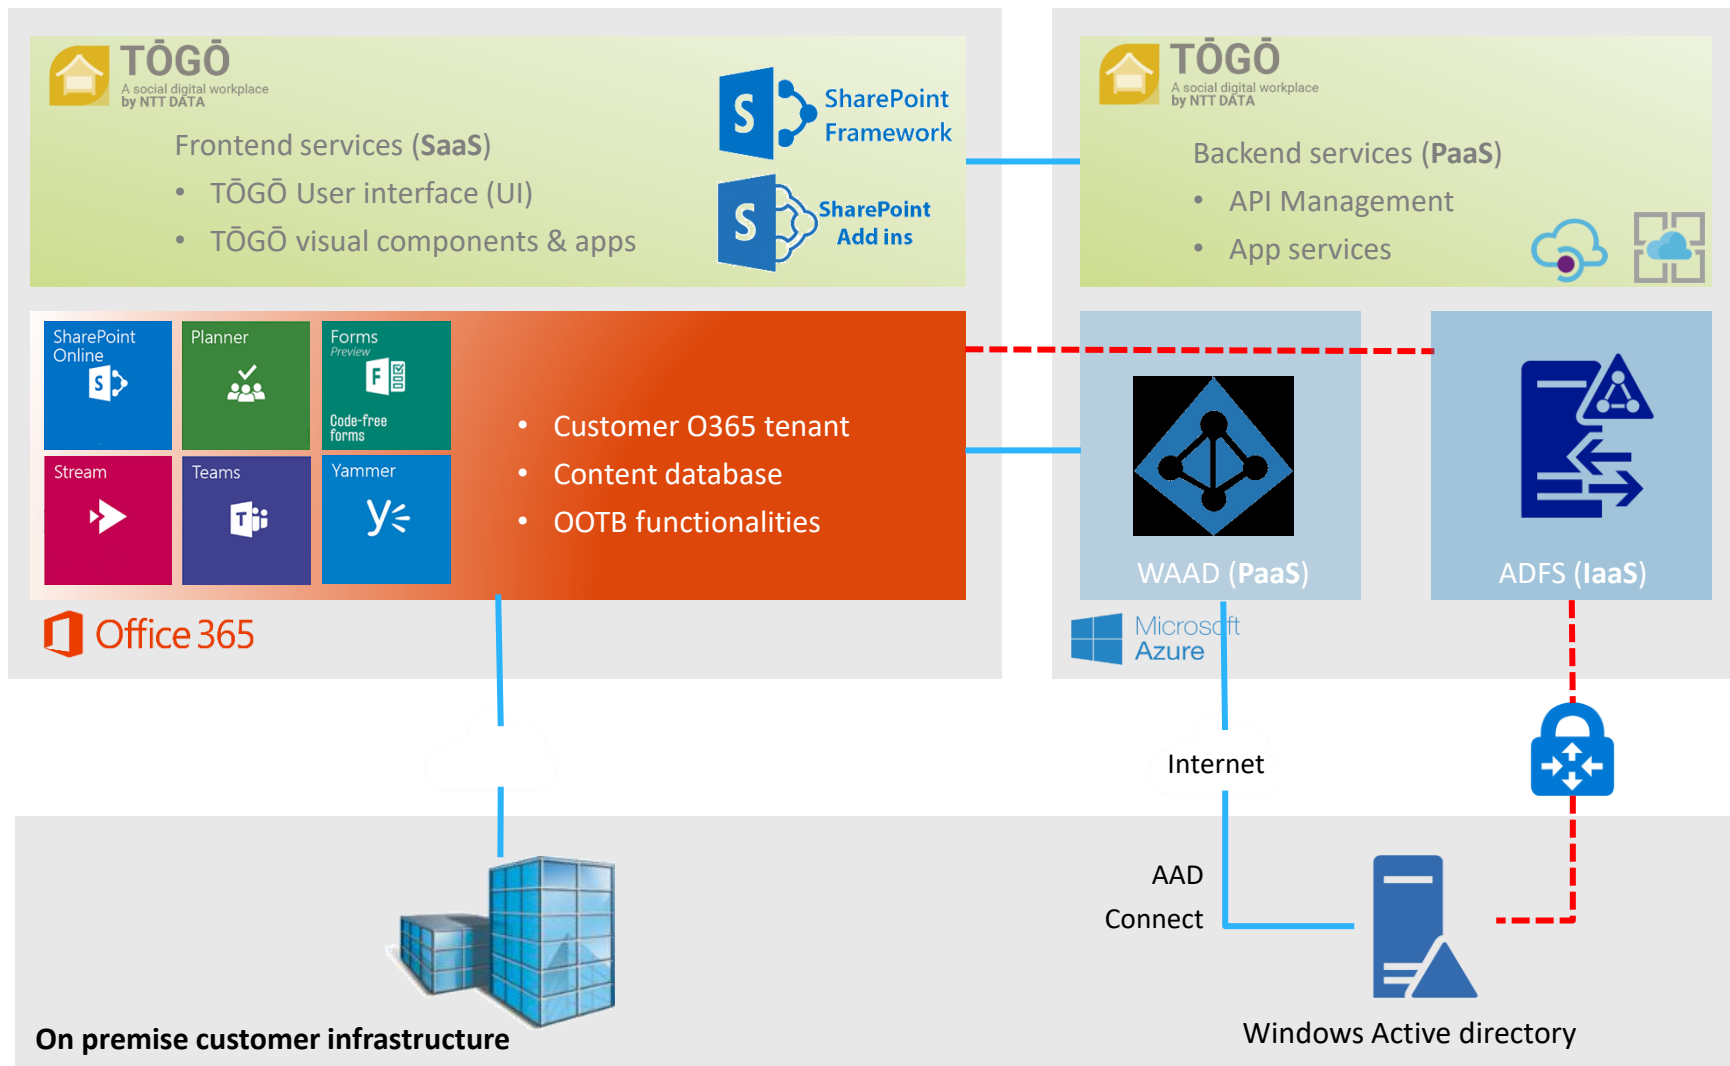 TŌGŌ
A social digital workplace
by NTT DATA
Frontend services (SaaS)
• TŌGŌ User interface (UI)
• TŌGŌ visual components & apps
S
SharePoint
Framework
S
SharePoint
Add ins
TŌGŌ
A social digital workplace
by NTT DATA
Backend services (PaaS)
• API Management
• App services
SharePoint
Online
S
Planner
Forms
Preview
F
Code-free
forms
Stream
Teams
T
Yammer
y
• Customer O365 tenant
• Content database
• OOTB functionalities
Office 365
WAAD (PaaS)
ADFS (IaaS)
Microsoft
Azure
Internet
AAD
Connect
On premise customer infrastructure
Windows Active directory